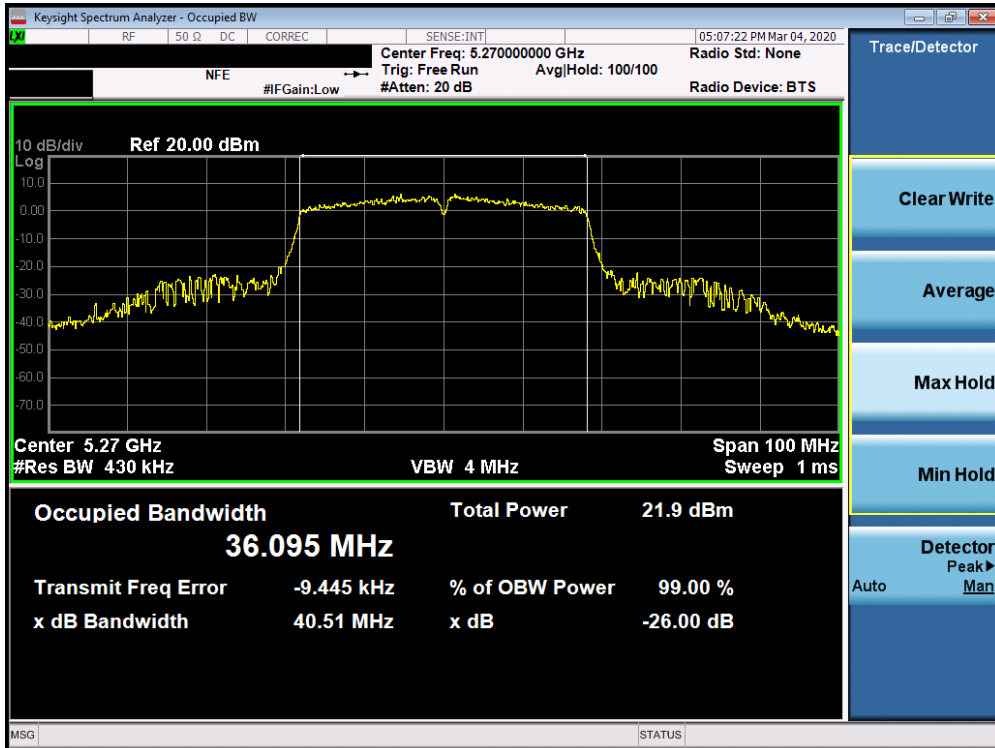 Keysight Spectrum Analyzer - Occupied BW
LXI RF 50 Ω DC CORREC SENSE:INT 05:07:22 PM Mar 04, 2020
Center Freq: 5.270000000 GHz Radio Std: None
NFE Trig: Free Run Avg|Hold: 100/100
#IFGain:Low #Atten: 20 dB Radio Device: BTS
Trace/Detector
10 dB/div Ref 20.00 dBm
Log
10.0
0.00
-10.0
-20.0
-30.0
-40.0
-50.0
-60.0
-70.0
Center 5.27 GHz Span 100 MHz
#Res BW 430 kHz VBW 4 MHz Sweep 1 ms
Occupied Bandwidth Total Power 21.9 dBm
36.095 MHz
Transmit Freq Error -9.445 kHz % of OBW Power 99.00 %
x dB Bandwidth 40.51 MHz x dB -26.00 dB
Clear Write
Average
Max Hold
Min Hold
Detector
Peak▶
Auto Man
MSG STATUS